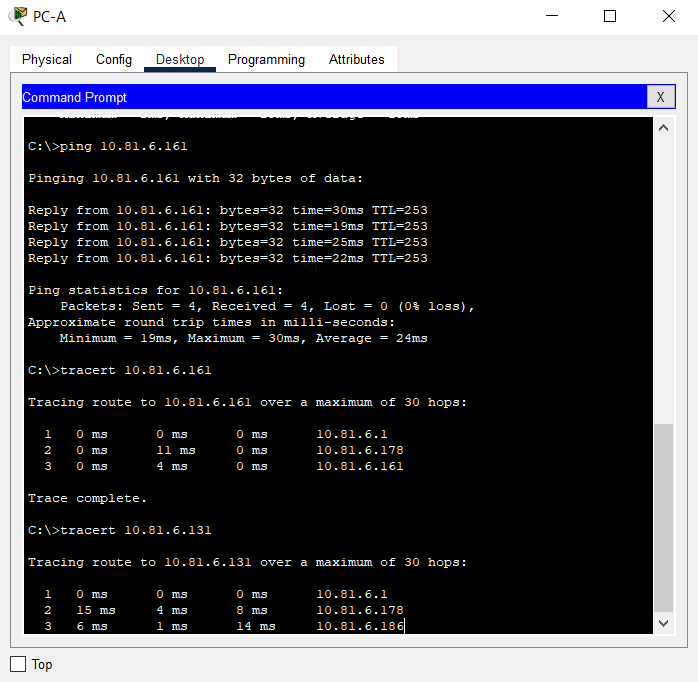 PC-A
Physical Config Desktop Programming Attributes
Command Prompt X
C:\>ping 10.81.6.161
Pinging 10.81.6.161 with 32 bytes of data:
Reply from 10.81.6.161: bytes=32 time=30ms TTL=253
Reply from 10.81.6.161: bytes=32 time=19ms TTL=253
Reply from 10.81.6.161: bytes=32 time=25ms TTL=253
Reply from 10.81.6.161: bytes=32 time=22ms TTL=253
Ping statistics for 10.81.6.161:
Packets: Sent = 4, Received = 4, Lost = 0 (0% loss),
Approximate round trip times in milli-seconds:
Minimum = 19ms, Maximum = 30ms, Average = 24ms
C:\>tracert 10.81.6.161
Tracing route to 10.81.6.161 over a maximum of 30 hops:
1 0 ms 0 ms 0 ms 10.81.6.1
2 0 ms 11 ms 0 ms 10.81.6.178
3 0 ms 4 ms 0 ms 10.81.6.161
Trace complete.
C:\>tracert 10.81.6.131
Tracing route to 10.81.6.131 over a maximum of 30 hops:
1 0 ms 0 ms 0 ms 10.81.6.1
2 15 ms 4 ms 8 ms 10.81.6.178
3 6 ms 1 ms 14 ms 10.81.6.186
Top